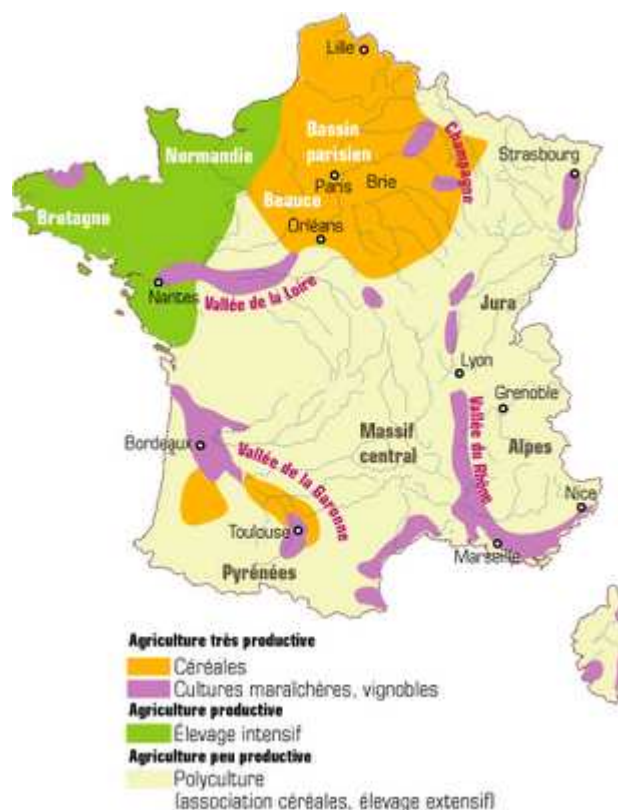 Lille
Normandie
Bassin
parisien
Champagne
Strasbourg
Paris
Brie
Bretagne
Beauce
Orléans
Nantes
Vallée de la Loire
Jura
Lyon
Grenoble
Massif
central
Vallée du Rhône
Alpes
Bordeaux
Vallée de la Garonne
Nice
Toulouse
Marseille
Pyrénées
Agriculture très productive
Céréales
Cultures maraîchères, vignobles
Agriculture productive
Élevage intensif
Agriculture peu productive
Polyculture
(association céréales, élevage extensif)